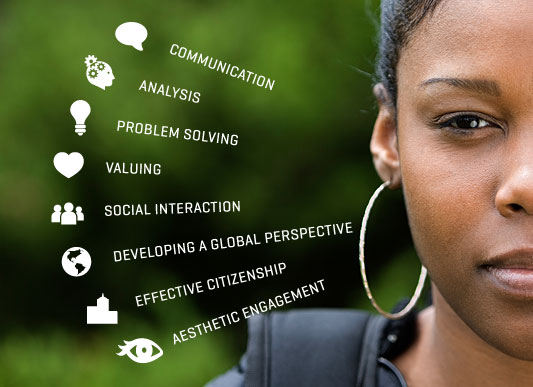 COMMUNICATION
ANALYSIS
PROBLEM SOLVING
VALUING
SOCIAL INTERACTION
DEVELOPING A GLOBAL PERSPECTIVE
EFFECTIVE CITIZENSHIP
AESTHETIC ENGAGEMENT